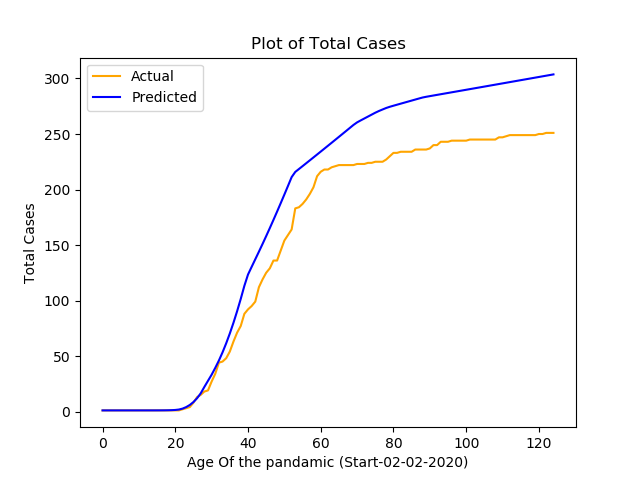 Plot of Total Cases
Actual
Predicted
300
250
200
150
100
50
0
Total Cases
0 20 40 60 80 100 120
Age Of the pandamic (Start-02-02-2020)